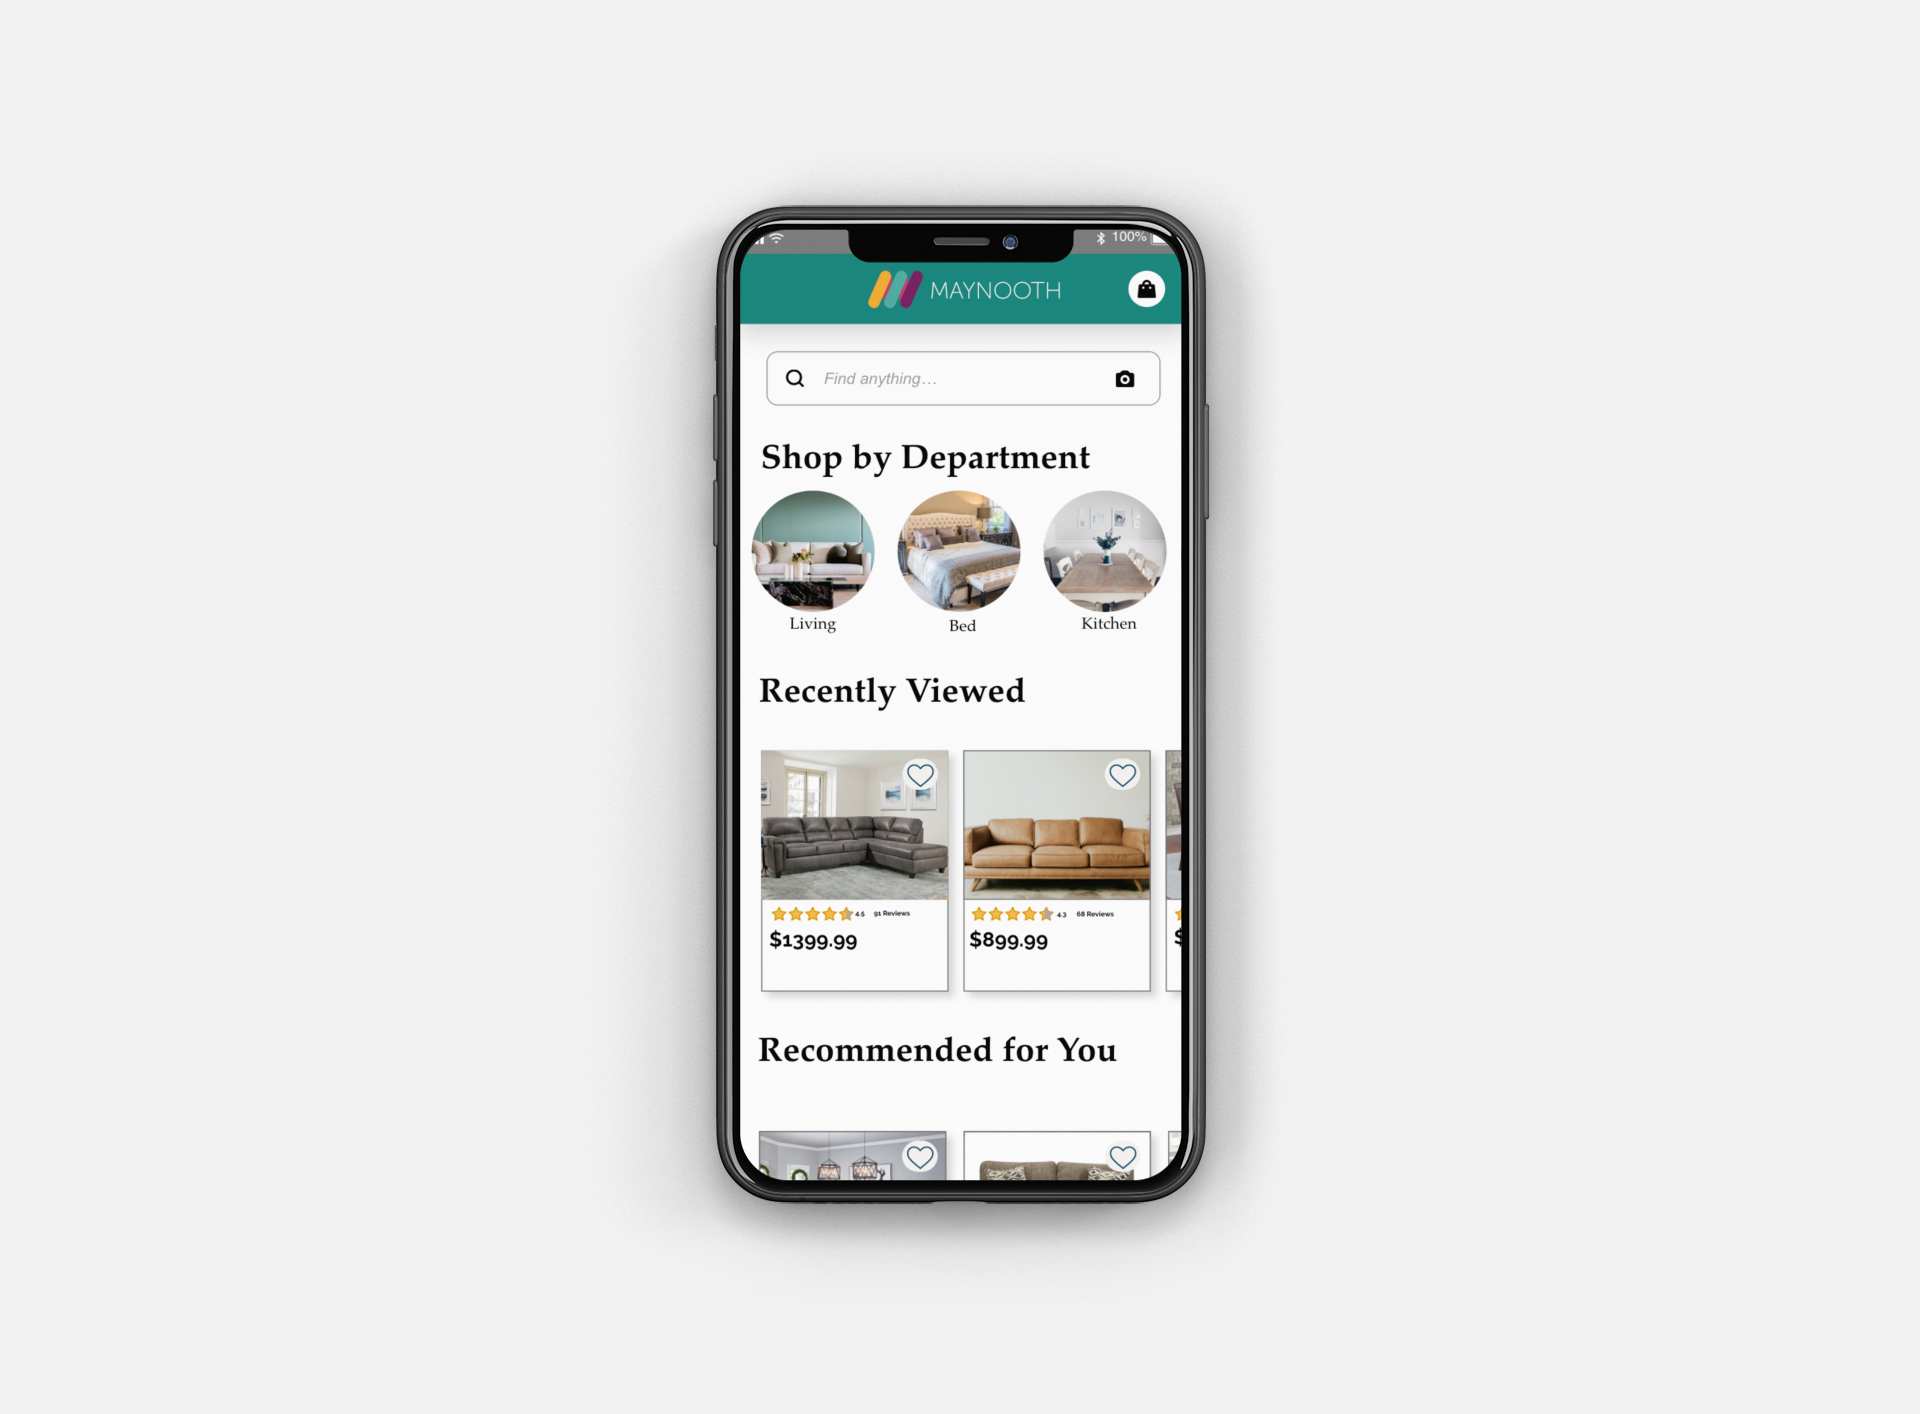 100%
MAYNOOTH
Find anything...
Shop by Department
Living
Bed
Kitchen
Recently Viewed
4.5 91 Reviews
4.3 68 Reviews
$1399.99
$899.99
$
Recommended for You